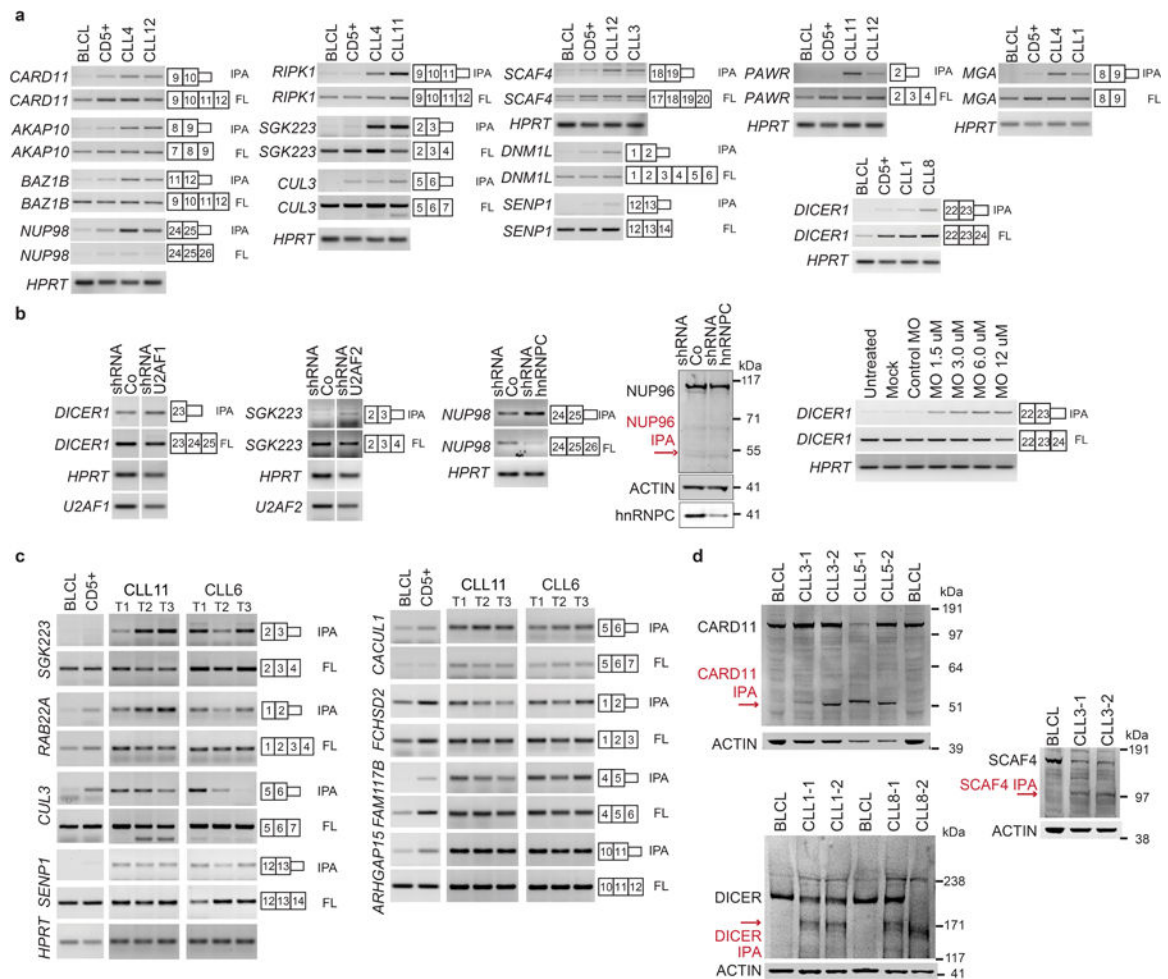 a
BLCL CD5+ CLL4 CLL12
CARD11 9 10 IPA
CARD11 9 10 11 12 FL
AKAP10 8 9 IPA
AKAP10 7 8 9 FL
BAZ1B 11 12 IPA
BAZ1B 9 10 11 12 FL
NUP98 24 25 IPA
NUP98 24 25 26 FL
HPRT
BLCL CD5+ CLL4 CLL11
RIPK1 9 10 11 IPA
RIPK1 9 10 11 12 FL
SGK223 2 3 IPA
SGK223 2 3 4 FL
CUL3 5 6 IPA
CUL3 5 6 7 FL
HPRT
BLCL CD5+ CLL12 CLL3
SCAF4 18 19 IPA
SCAF4 17 18 19 20 FL
HPRT
DNM1L 1 2 IPA
DNM1L 1 2 3 4 5 6 FL
SENP1 12 13 IPA
SENP1 12 13 14 FL
BLCL CD5+ CLL11 CLL12
PAWR 2 IPA
PAWR 2 3 4 FL
HPRT
BLCL CD5+ CLL4 CLL1
MGA 8 9 IPA
MGA 8 9 FL
HPRT
BLCL CD5+ CLL1 CLL8
DICER1 22 23 IPA
DICER1 22 23 24 FL
HPRT
b
shRNA Co shRNA U2AF1
DICER1 23 IPA
DICER1 23 24 25 FL
HPRT
U2AF1
shRNA Co shRNA U2AF2
SGK223 2 3 IPA
SGK223 2 3 4 FL
HPRT
U2AF2
shRNA Co shRNA hnRNPC
NUP98 24 25 IPA
NUP98 24 25 26 FL
HPRT
shRNA Co shRNA hnRNPC
kDa
NUP96 117
NUP96 71
IPA
55
ACTIN 41
hnRNPC 41
Untreated Mock Control MO MO 1.5 uM MO 3.0 uM MO 6.0 uM MO 12 uM
DICER1 22 23 IPA
DICER1 22 23 24 FL
HPRT
c
BLCL CD5+ CLL11 CLL6
T1 T2 T3 T1 T2 T3
SGK223 2 3 IPA
2 3 4 FL
RAB22A 1 2 IPA
1 2 3 4 FL
CUL3 5 6 IPA
5 6 7 FL
SENP1 12 13 IPA
12 13 14 FL
HPRT
BLCL CD5+ CLL11 CLL6
T1 T2 T3 T1 T2 T3
CACUL1 5 6 IPA
5 6 7 FL
FCHSD2 1 2 IPA
1 2 3 FL
FAM117B 4 5 IPA
4 5 6 FL
ARHGAP15 10 11 IPA
10 11 12 FL
d
BLCL CLL3-1 CLL3-2 CLL5-1 CLL5-2 BLCL
kDa
191
CARD11 97
64
CARD11
IPA
51
ACTIN 39
BLCL CLL3-1 CLL3-2
kDa
191
SCAF4
SCAF4 IPA 97
ACTIN 38
BLCL CLL1-1 CLL1-2 BLCL CLL8-1 CLL8-2
kDa
238
DICER
171
DICER
IPA
117
ACTIN 41